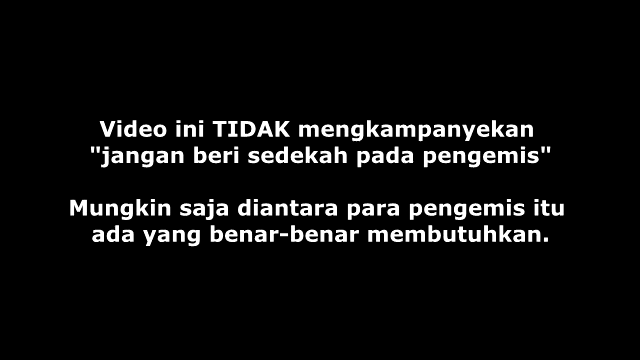 Video ini TIDAK mengkampanyekan
"jangan beri sedekah pada pengemis"
Mungkin saja diantara para pengemis itu
ada yang benar-benar membutuhkan.